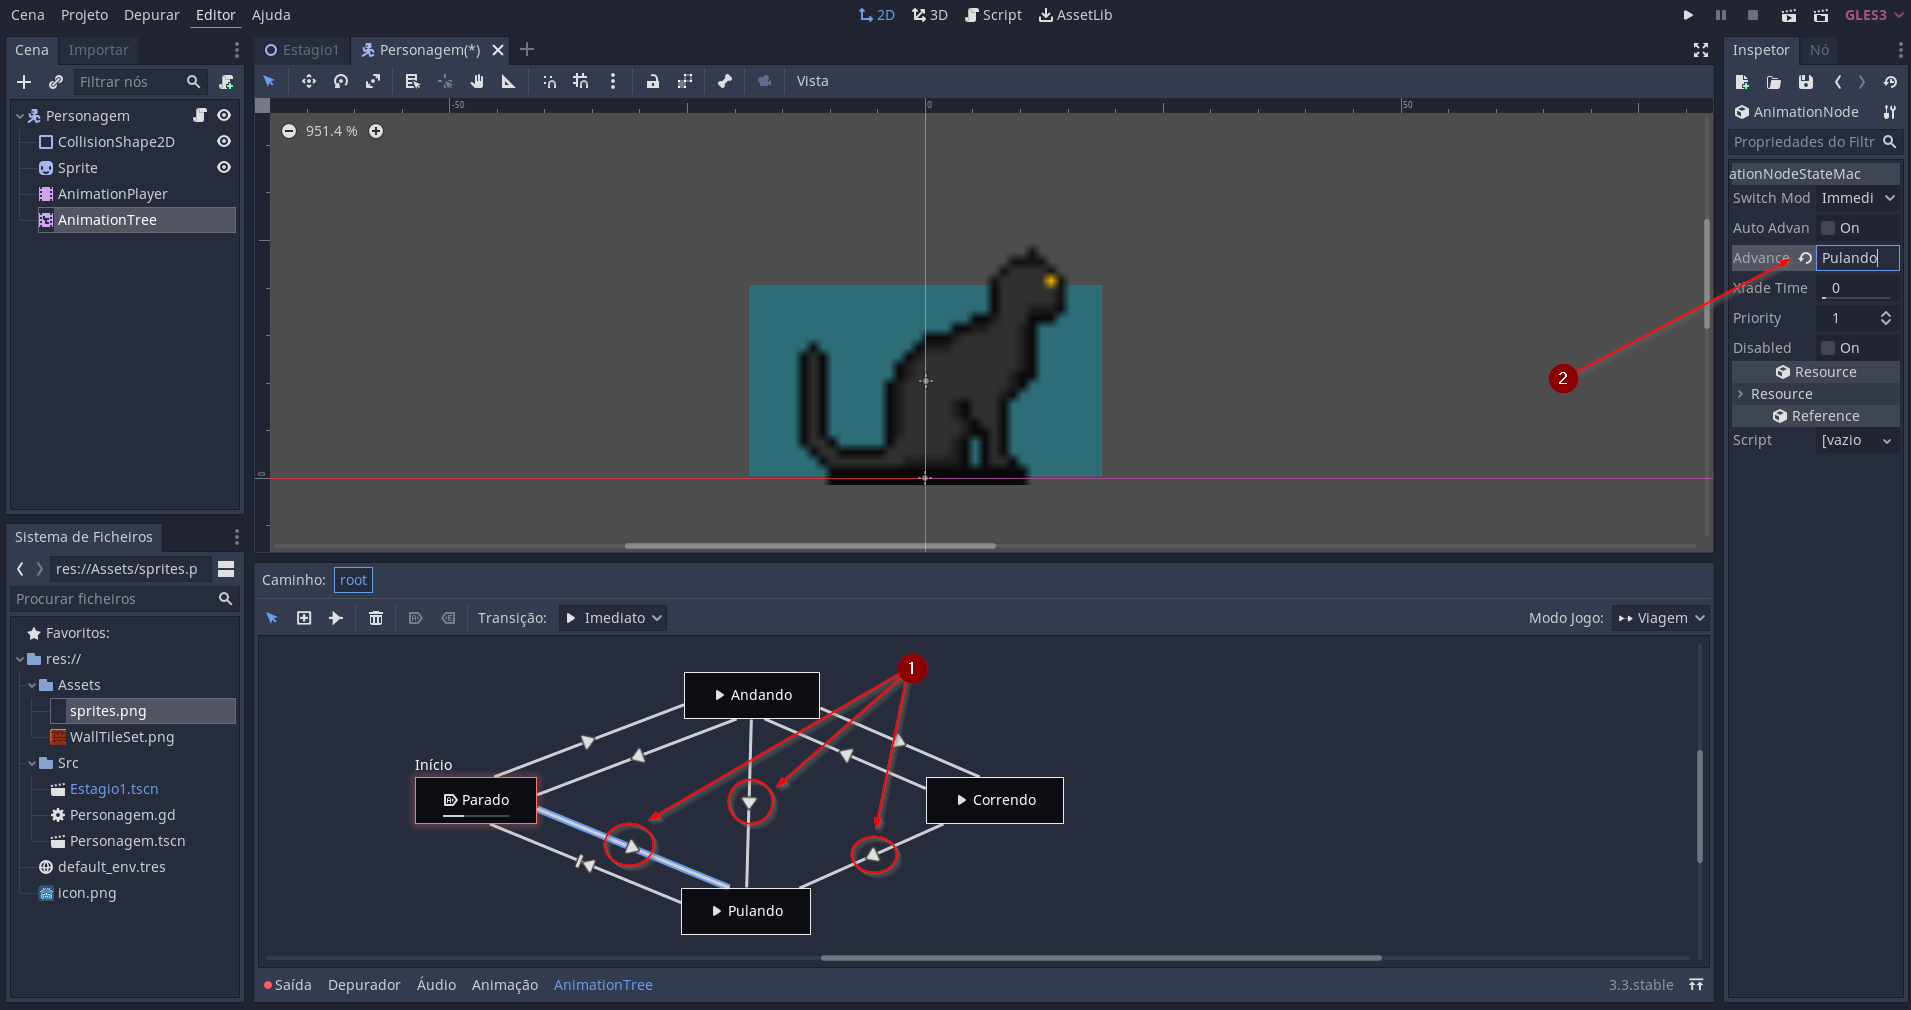 Cena Projeto Depurar Editor Ajuda
2D 3D Script AssetLib
GLES3
Cena Importar
Filtrar nós
Personagem
CollisionShape2D
Sprite
AnimationPlayer
AnimationTree
Sistema de Ficheiros
res://Assets/sprites.p
Procurar ficheiros
Favoritos:
res://
Assets
sprites.png
WallTileSet.png
Src
Estagio1.tscn
Personagem.gd
Personagem.tscn
default_env.tres
icon.png
Estagio1 Personagem(*)
Vista
-50 0 50
951.4 %
0
Caminho: root
Transição: Imediato
Modo Jogo: Viagem
1
Andando
Início
Parado
Correndo
Pulando
Saída Depurador Áudio Animação AnimationTree
3.3.stable
2
Inspetor Nó
AnimationNode
Propriedades do Filtr
ationNodeStateMac
Switch Mod Immedi
Auto Advan On
Advance Pulando
Xfade Time 0
Priority 1
Disabled On
Resource
Resource
Reference
Script [vazio